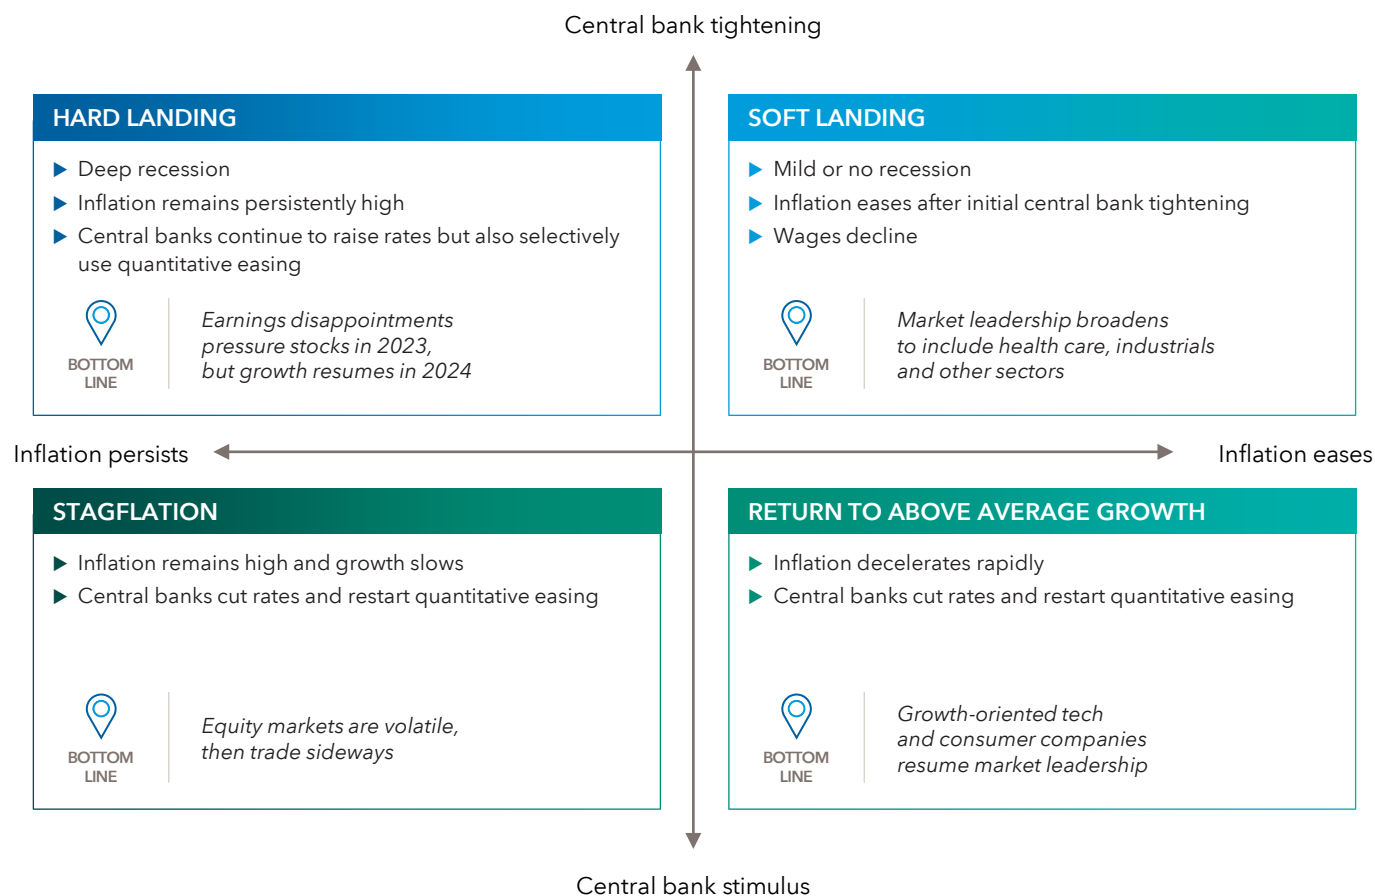 Central bank tightening
HARD LANDING
Deep recession
Inflation remains persistently high
Central banks continue to raise rates but also selectively
use quantitative easing
BOTTOM
LINE
Earnings disappointments
pressure stocks in 2023,
but growth resumes in 2024
SOFT LANDING
Mild or no recession
Inflation eases after initial central bank tightening
Wages decline
BOTTOM
LINE
Market leadership broadens
to include health care, industrials
and other sectors
Inflation persists
Inflation eases
STAGFLATION
Inflation remains high and growth slows
Central banks cut rates and restart quantitative easing
BOTTOM
LINE
Equity markets are volatile,
then trade sideways
RETURN TO ABOVE AVERAGE GROWTH
Inflation decelerates rapidly
Central banks cut rates and restart quantitative easing
BOTTOM
LINE
Growth-oriented tech
and consumer companies
resume market leadership
Central bank stimulus